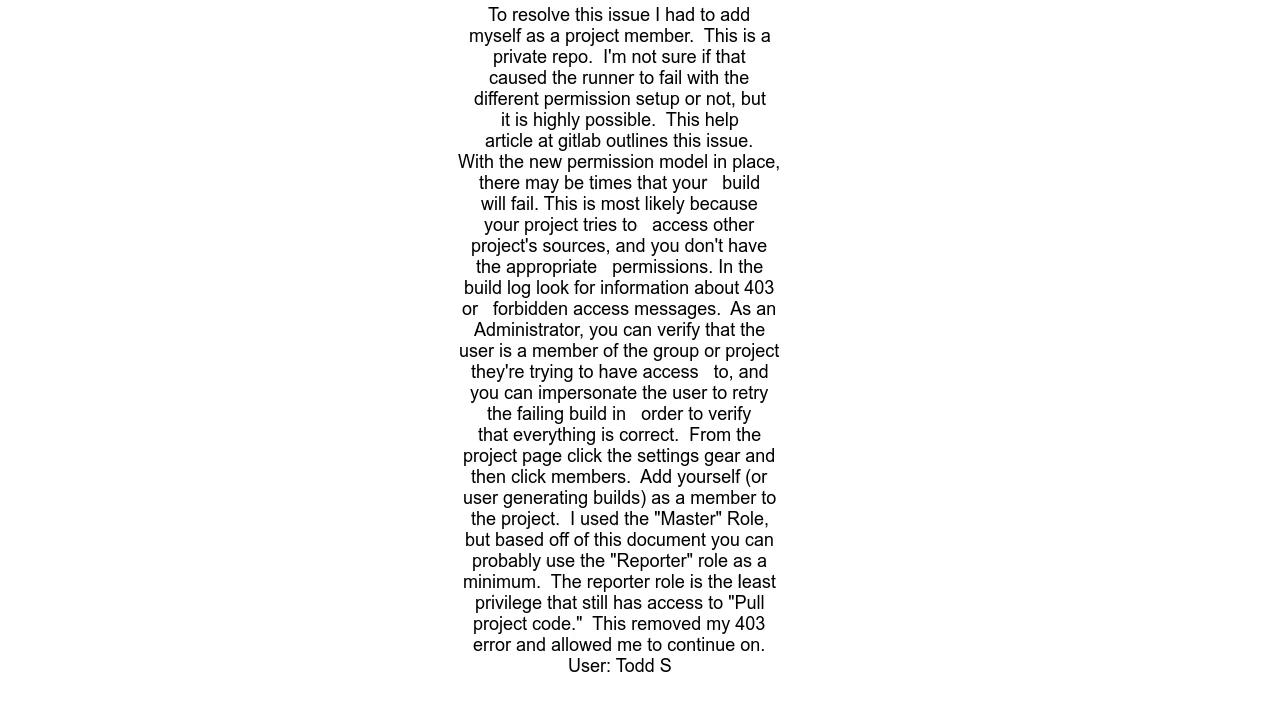 To resolve this issue I had to add
myself as a project member.  This is a
private repo.  I'm not sure if that
caused the runner to fail with the
different permission setup or not, but
it is highly possible.  This help
article at gitlab outlines this issue.
With the new permission model in place,
there may be times that your   build
will fail. This is most likely because
your project tries to   access other
project's sources, and you don't have
the appropriate   permissions. In the
build log look for information about 403
or   forbidden access messages.  As an
Administrator, you can verify that the
user is a member of the group or project
they're trying to have access   to, and
you can impersonate the user to retry
the failing build in   order to verify
that everything is correct.  From the
project page click the settings gear and
then click members.  Add yourself (or
user generating builds) as a member to
the project.  I used the "Master" Role,
but based off of this document you can
probably use the "Reporter" role as a
minimum.  The reporter role is the least
privilege that still has access to "Pull
project code."  This removed my 403
error and allowed me to continue on.
User: Todd S